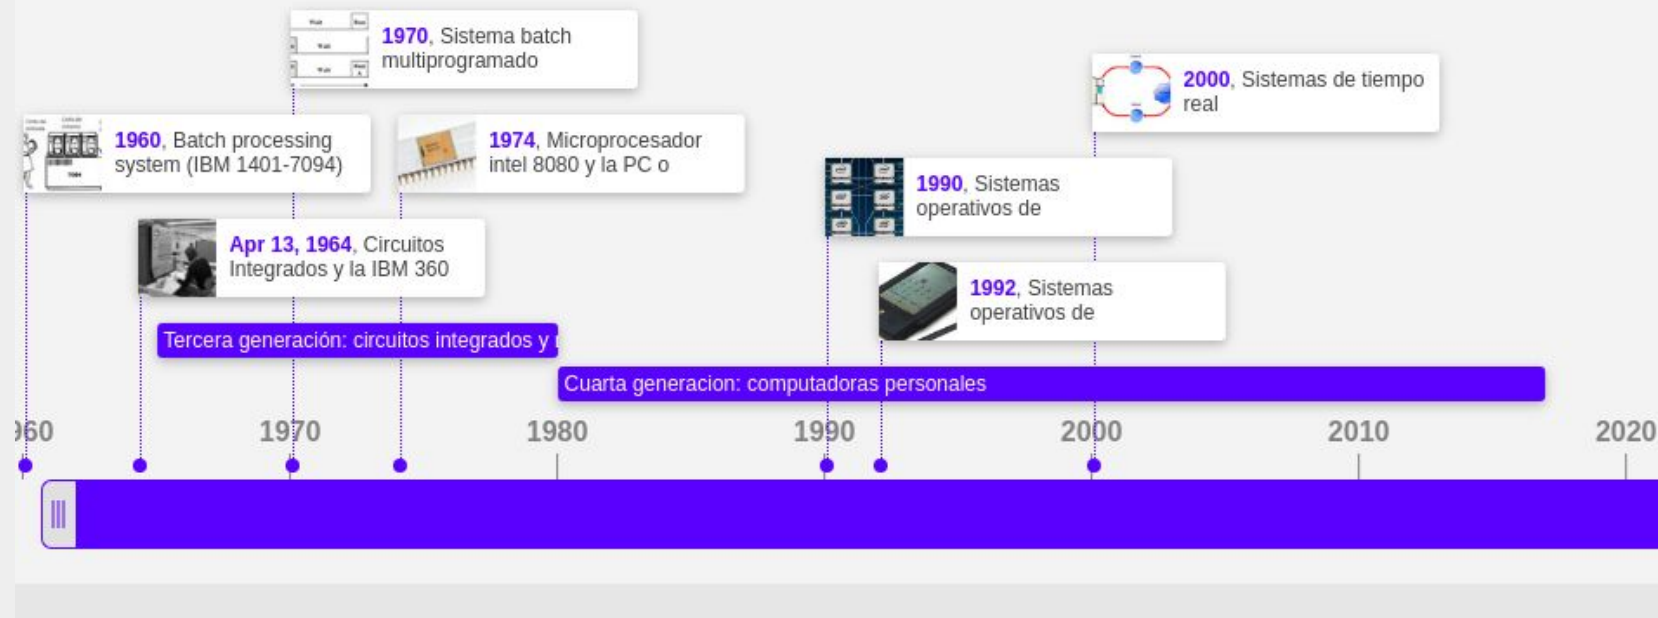 1970, Sistema batch
multiprogramado
2000, Sistemas de tiempo
real
1960, Batch processing
system (IBM 1401-7094)
1974, Microprocesador
intel 8080 y la PC o
1990, Sistemas
operativos de
Apr 13, 1964, Circuitos
Integrados y la IBM 360
1992, Sistemas
operativos de
Tercera generación: circuitos integrados y
Cuarta generacion: computadoras personales
960 1970 1980 1990 2000 2010 2020